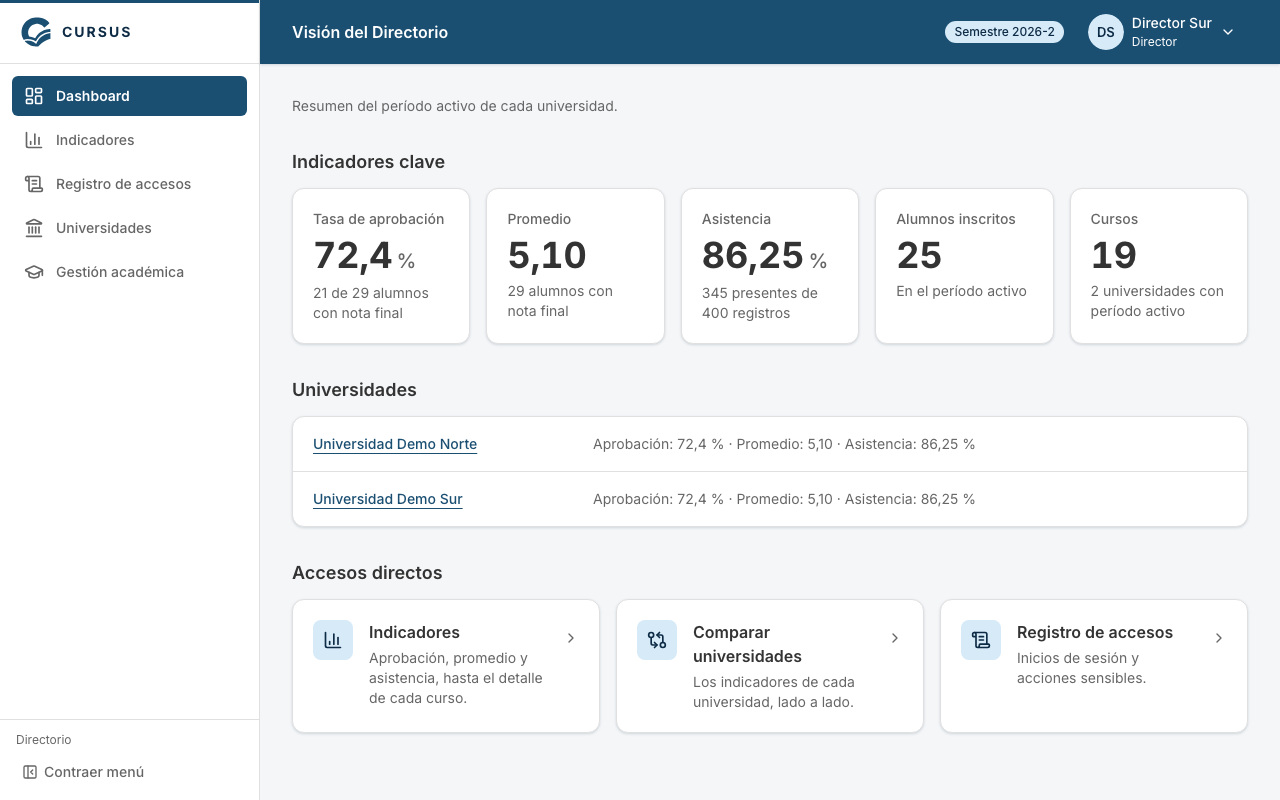 CURSUS
Visión del Directorio
Semestre 2026-2
DS
Director Sur
Director
Dashboard
Indicadores
Registro de accesos
Universidades
Gestión académica
Resumen del período activo de cada universidad.
Indicadores clave
Tasa de aprobación
72,4 %
21 de 29 alumnos
con nota final
Promedio
5,10
29 alumnos con
nota final
Asistencia
86,25 %
345 presentes de
400 registros
Alumnos inscritos
25
En el período activo
Cursos
19
2 universidades con
período activo
Universidades
Universidad Demo Norte
Aprobación: 72,4 % · Promedio: 5,10 · Asistencia: 86,25 %
Universidad Demo Sur
Aprobación: 72,4 % · Promedio: 5,10 · Asistencia: 86,25 %
Accesos directos
Indicadores
Aprobación, promedio y
asistencia, hasta el detalle
de cada curso.
Comparar
universidades
Los indicadores de cada
universidad, lado a lado.
Registro de accesos
Inicios de sesión y
acciones sensibles.
Directorio
Contraer menú